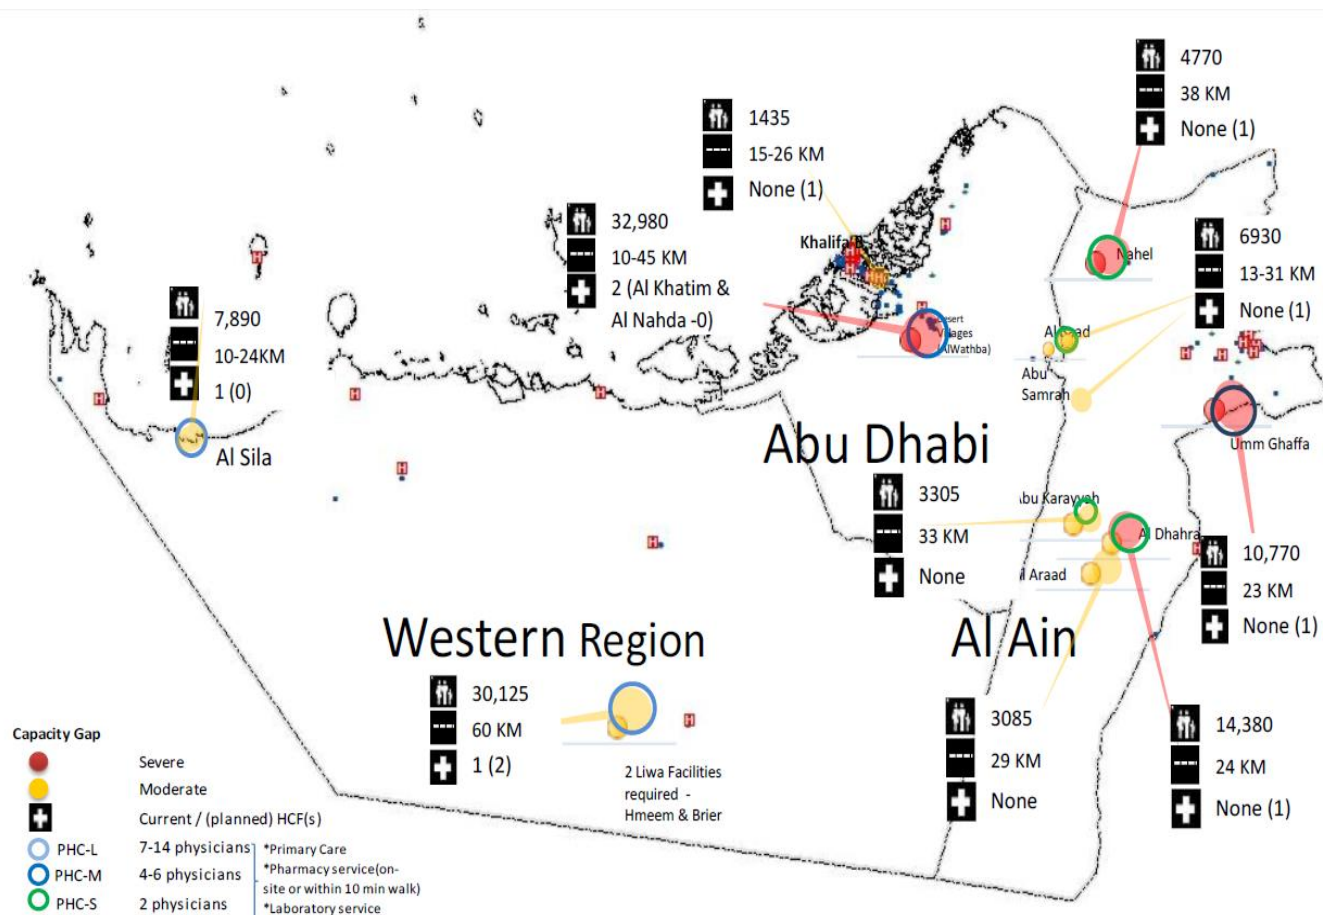 4770
38 KM
None (1)
1435
15-26 KM
None (1)
32,980
10-45 KM
2 (Al Khatim &
Al Nahda -0)
Khalifa B
H
Nahel
6930
13-31 KM
None (1)
7,890
10-24KM
1 (0)
Al Sila
Villages
(AlWathba)
Abu
Samrah
Umm Ghaffa
Abu Dhabi
3305
33 KM
None
Al Dhahra
10,770
23 KM
None (1)
Western Region
Al Ain
30,125
60 KM
1 (2)
2 Liwa Facilities
required -
Hmeem & Brier
3085
29 KM
None
14,380
24 KM
None (1)
Capacity Gap
Severe
Moderate
Current / (planned) HCF(s)
PHC-L 7-14 physicians
PHC-M 4-6 physicians
PHC-S 2 physicians
*Primary Care
*Pharmacy service(on-
site or within 10 min walk)
*Laboratory service